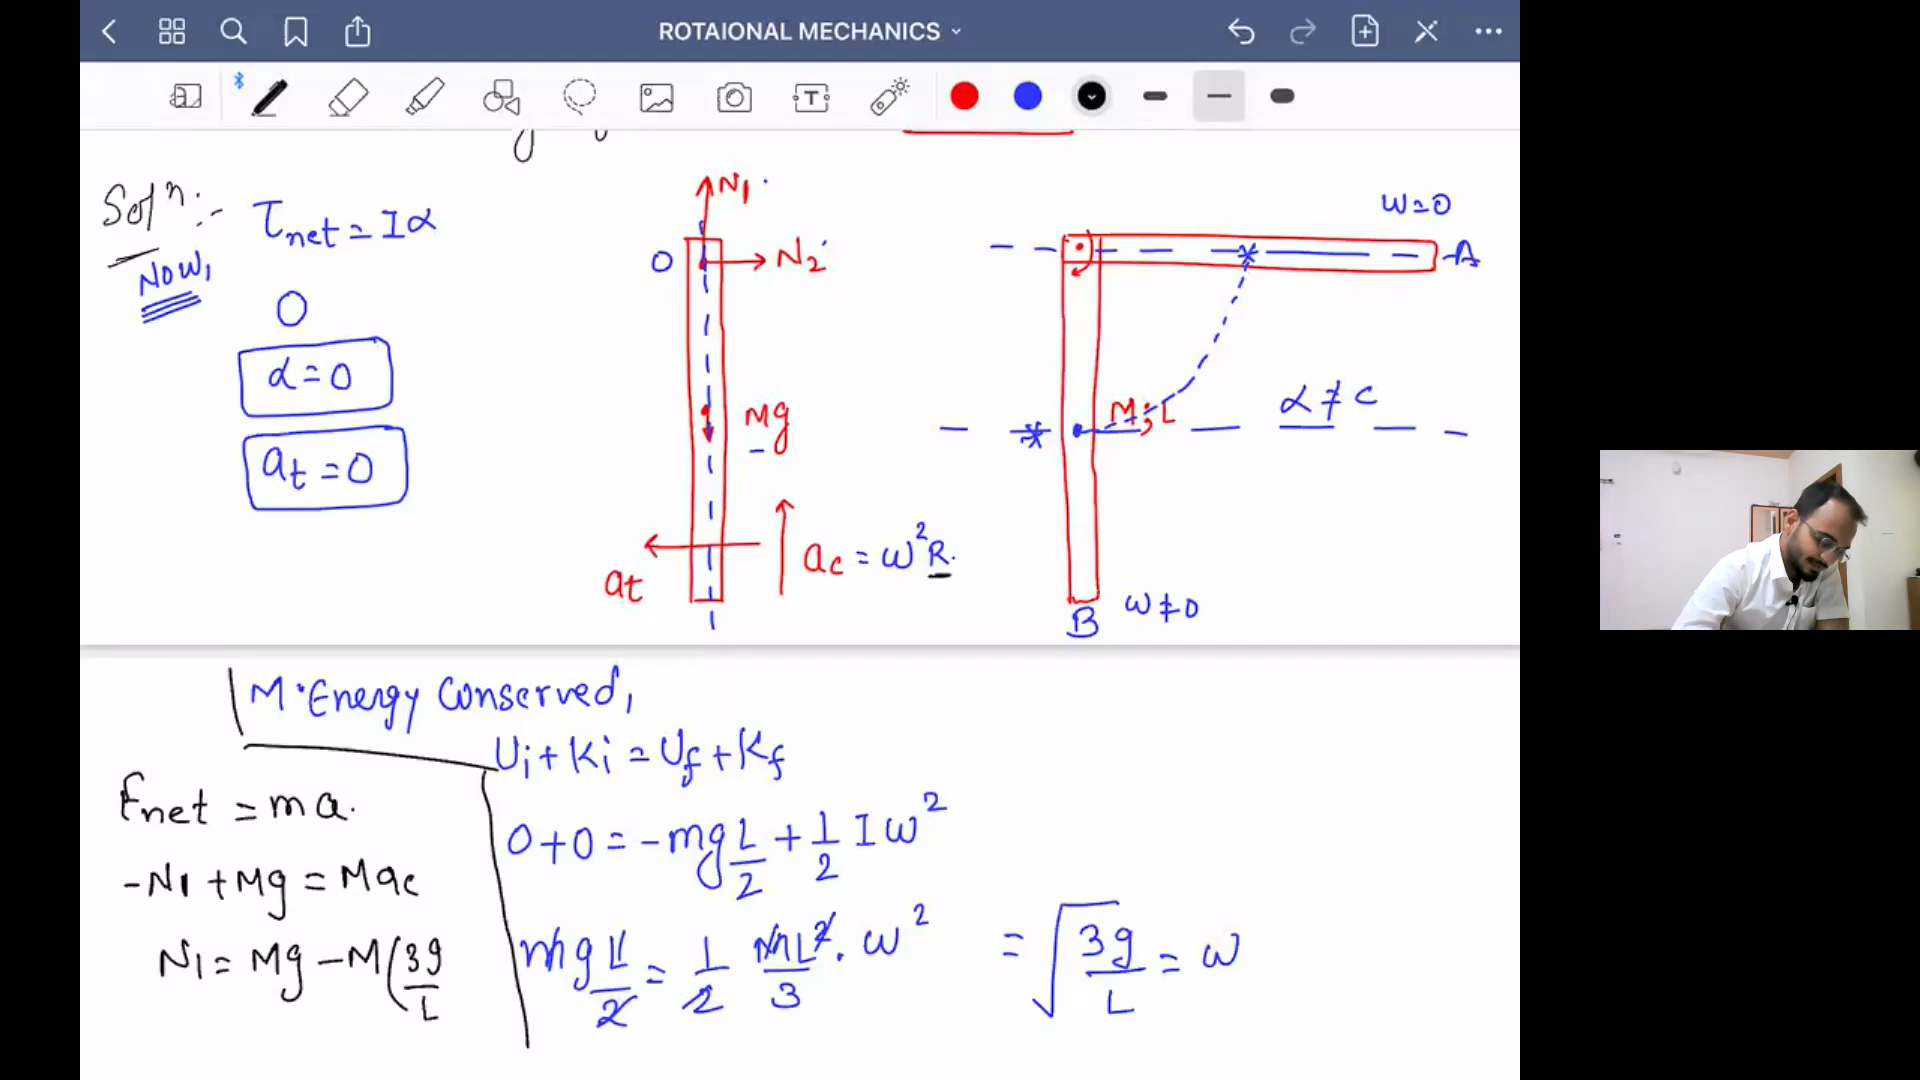 ROTAIONAL MECHANICS
Solⁿ:-
τnet = Iα
Now,
O
α = 0
at = 0
N1
O
N2
Mg
at
ac = ω²R.
ω = 0
A
M, L
α ≠ c
B
ω ≠ 0
M. Energy Conserved,
Ui + Ki = Uf + Kf
0 + 0 = -mg L/2 + 1/2 Iω²
mg L/2 = 1/2 mL²/3 . ω²
= √3g/L = ω
Fnet = ma.
-N1 + Mg = Mac
N1 = Mg - M(3g/L